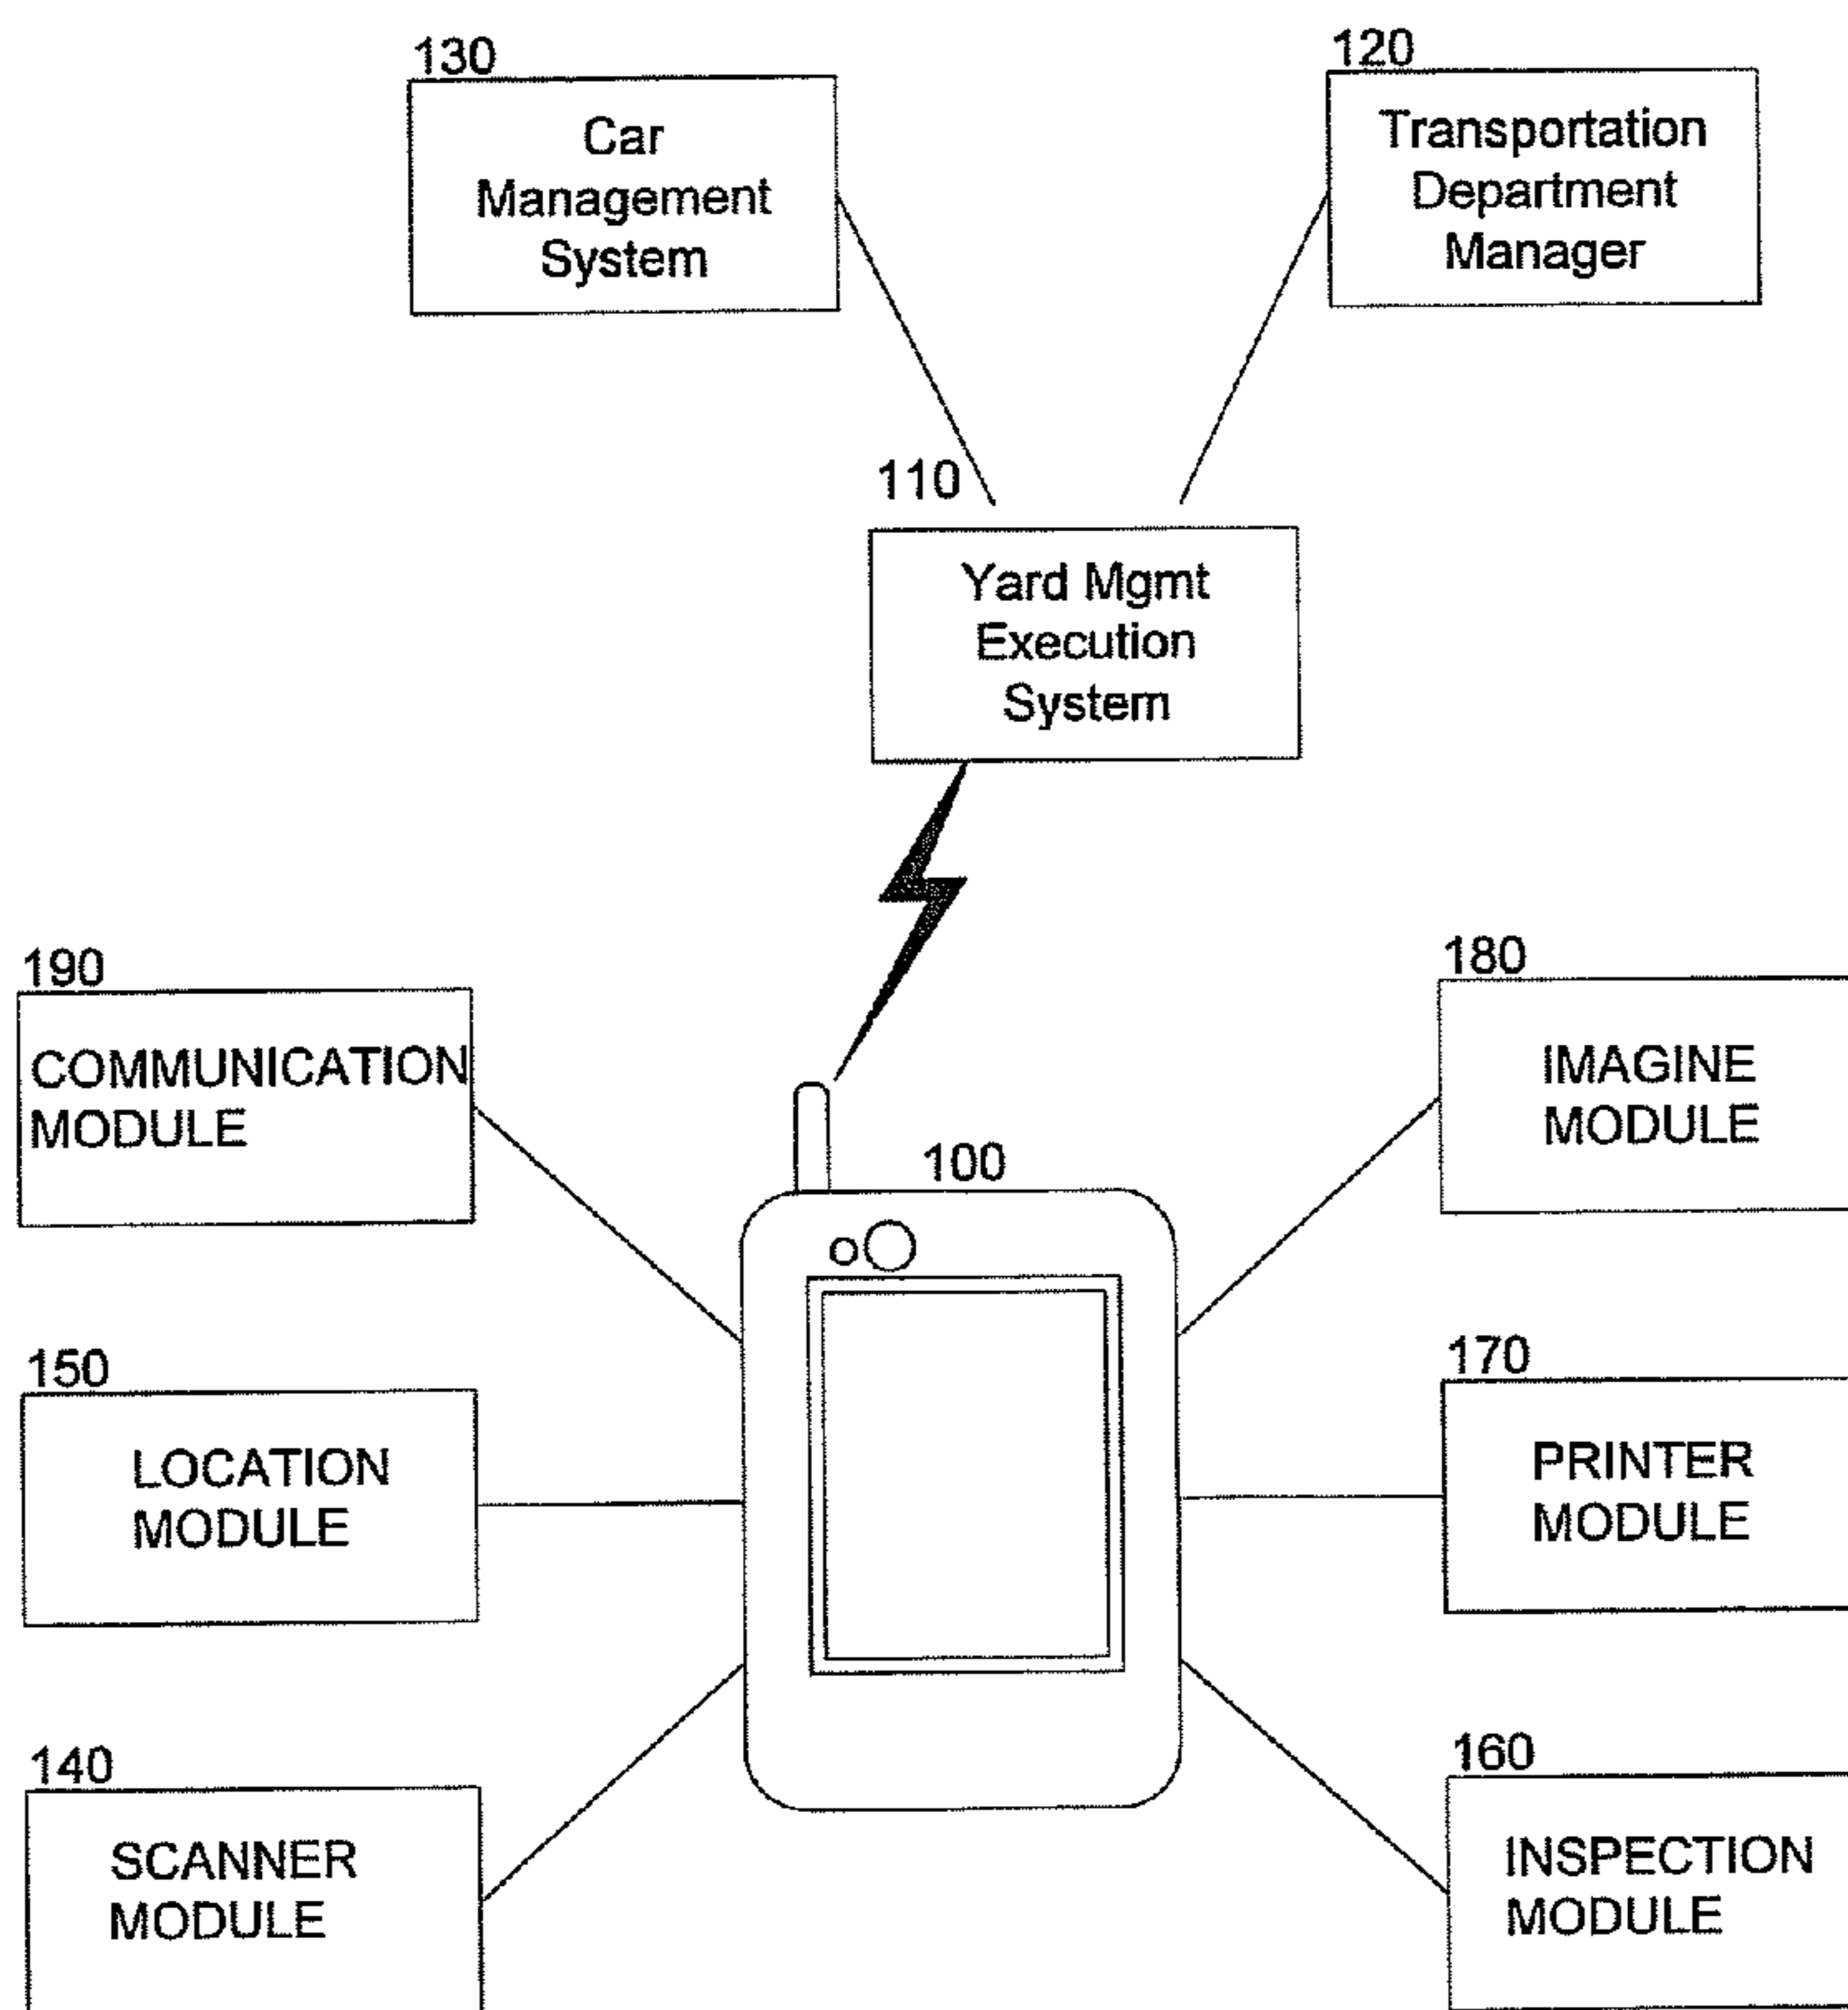 130
Car
Management
System
120
Transportation
Department
Manager
110
Yard Mgmt
Execution
System
190
COMMUNICATION
MODULE
180
IMAGINE
MODULE
100
150
LOCATION
MODULE
170
PRINTER
MODULE
140
SCANNER
MODULE
160
INSPECTION
MODULE